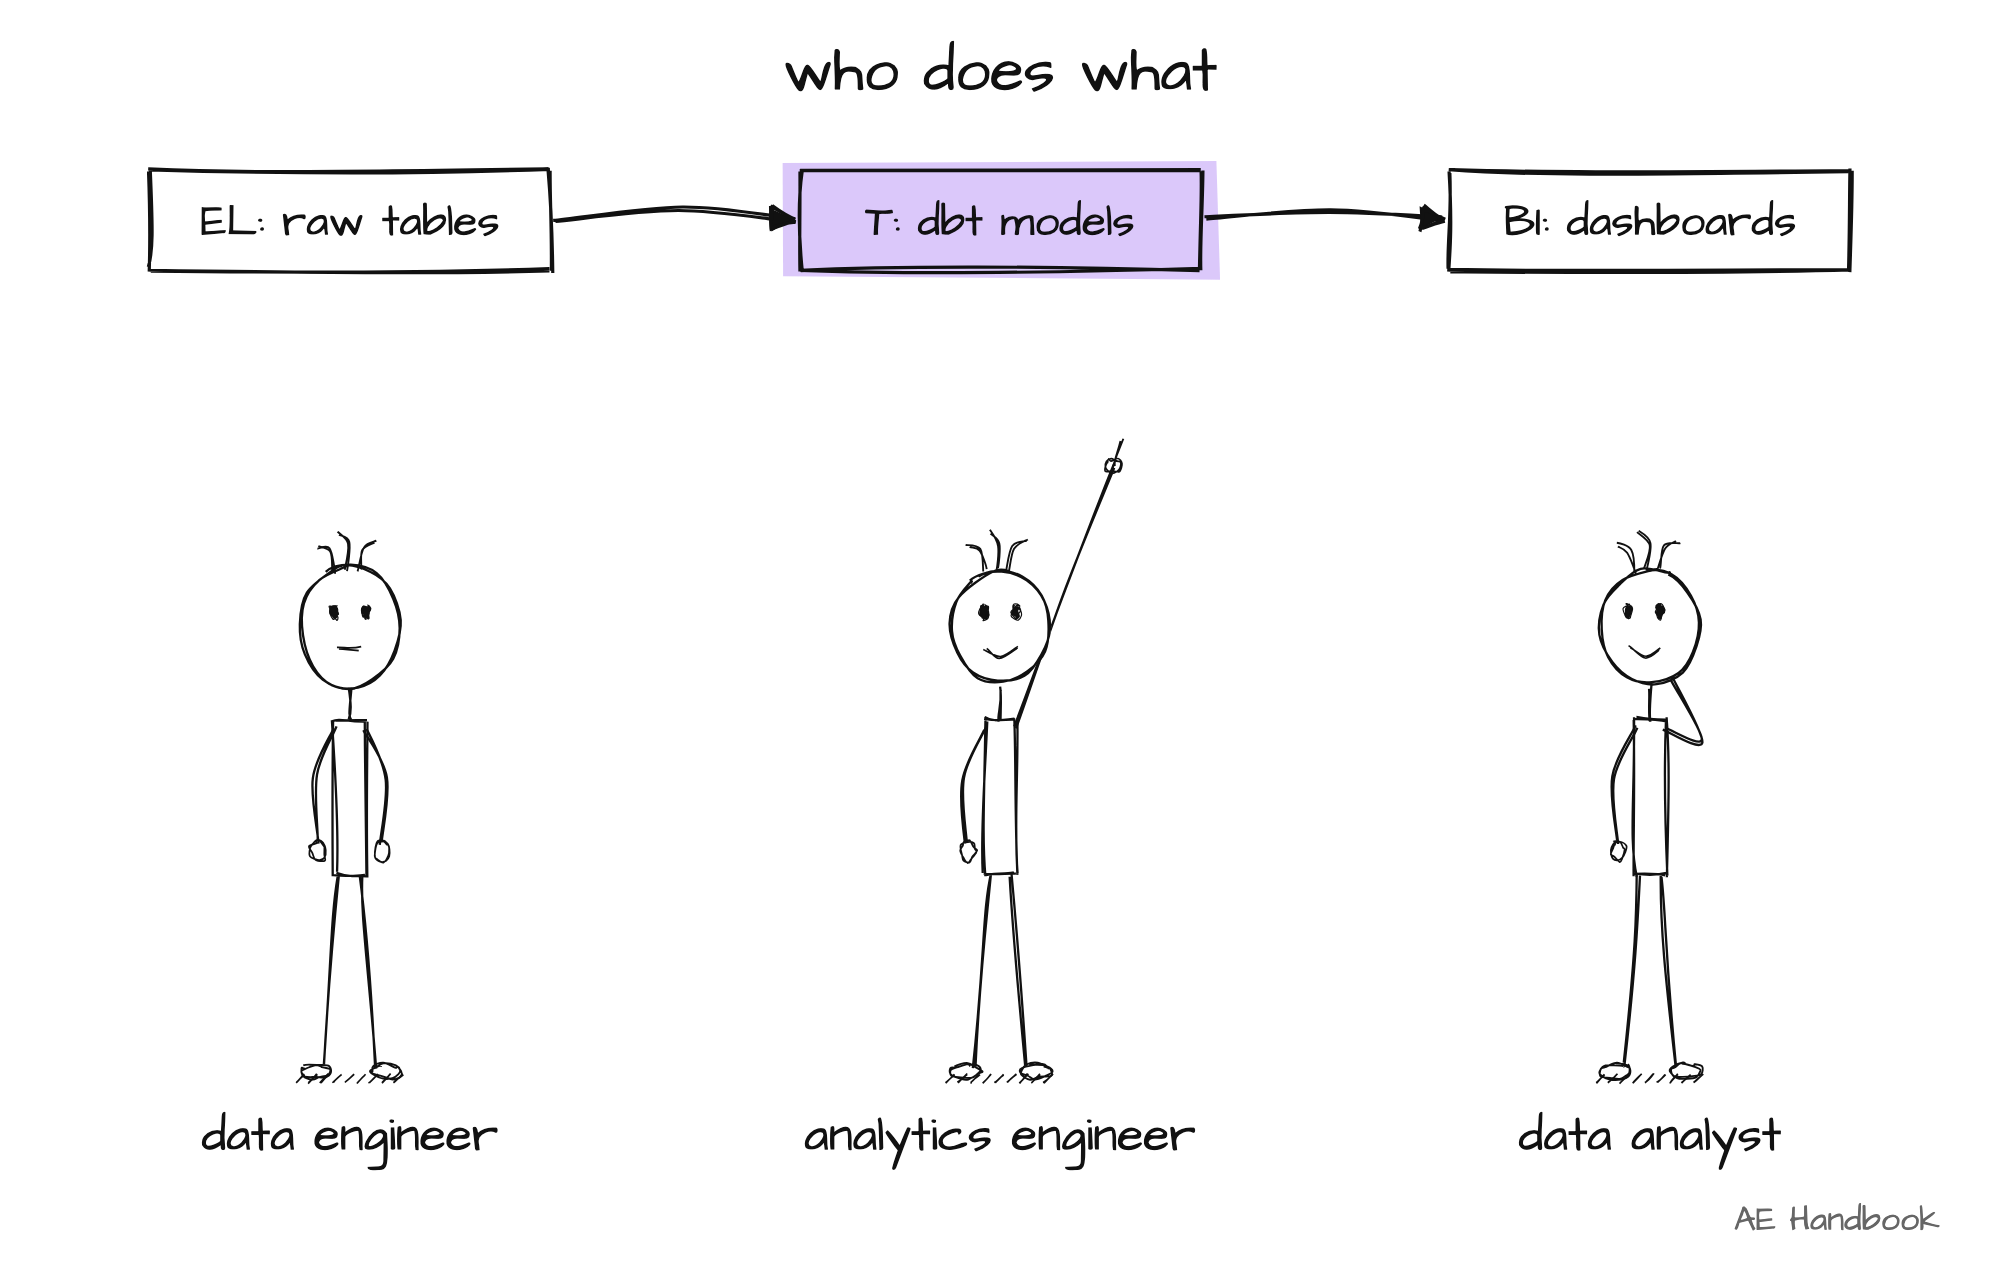 who does what
EL: raw tables
T: dbt models
BI: dashboards
data engineer
analytics engineer
data analyst
AE Handbook